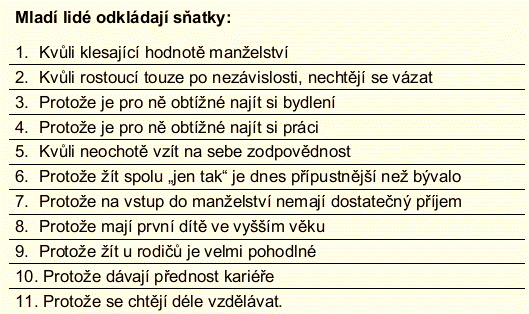 Mladí lidé odkládají sňatky:
1. Kvůli klesající hodnotě manželství
2. Kvůli rostoucí touze po nezávislosti, nechtějí se vázat
3. Protože je pro ně obtížné najít si bydlení
4. Protože je pro ně obtížné najít si práci
5. Kvůli neochotě vzít na sebe zodpovědnost
6. Protože žít spolu „jen tak“ je dnes přípustnější než bývalo
7. Protože na vstup do manželství nemají dostatečný příjem
8. Protože mají první dítě ve vyšším věku
9. Protože žít u rodičů je velmi pohodlné
10. Protože dávají přednost kariéře
11. Protože se chtějí déle vzdělávat.